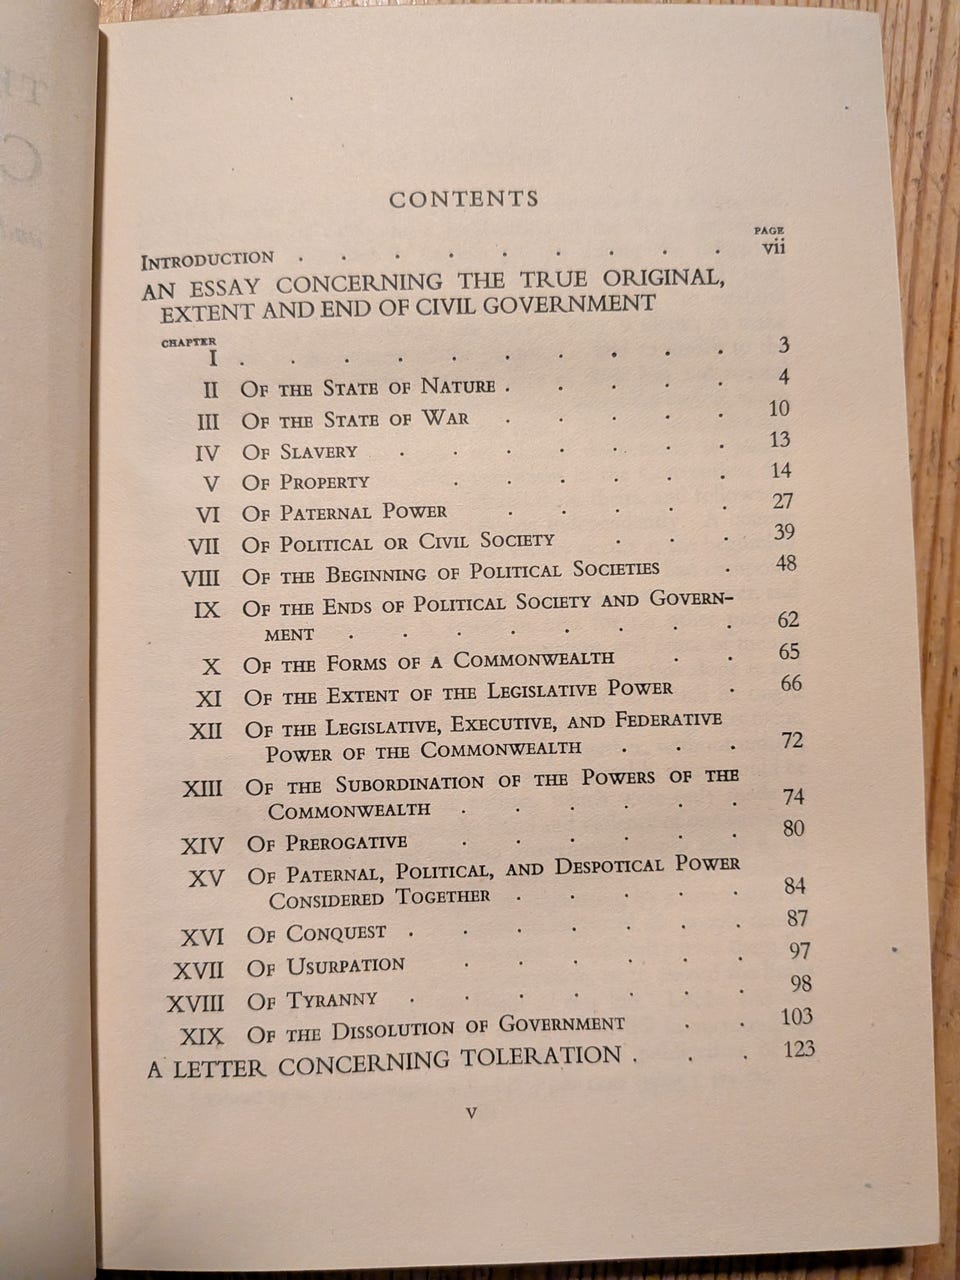 CONTENTS
PAGE
INTRODUCTION . . . . . . . . . vii
AN ESSAY CONCERNING THE TRUE ORIGINAL,
EXTENT AND END OF CIVIL GOVERNMENT
CHAPTER
I . . . . . . . . . . 3
II OF THE STATE OF NATURE . . . . . 4
III OF THE STATE OF WAR . . . . . 10
IV OF SLAVERY . . . . . . . 13
V OF PROPERTY . . . . . . 14
VI OF PATERNAL POWER . . . . . 27
VII OF POLITICAL OR CIVIL SOCIETY . . . 39
VIII OF THE BEGINNING OF POLITICAL SOCIETIES . 48
IX OF THE ENDS OF POLITICAL SOCIETY AND GOVERN-
MENT . . . . . . . . 62
X OF THE FORMS OF A COMMONWEALTH . . 65
XI OF THE EXTENT OF THE LEGISLATIVE POWER . 66
XII OF THE LEGISLATIVE, EXECUTIVE, AND FEDERATIVE
POWER OF THE COMMONWEALTH . . . 72
XIII OF THE SUBORDINATION OF THE POWERS OF THE
COMMONWEALTH . . . . . . 74
XIV OF PREROGATIVE . . . . . . 80
XV OF PATERNAL, POLITICAL, AND DESPOTICAL POWER
CONSIDERED TOGETHER . . . . . 84
XVI OF CONQUEST . . . . . . . 87
XVII OF USURPATION . . . . . . 97
XVIII OF TYRANNY . . . . . . . 98
XIX OF THE DISSOLUTION OF GOVERNMENT . . 103
A LETTER CONCERNING TOLERATION . . . 123
v